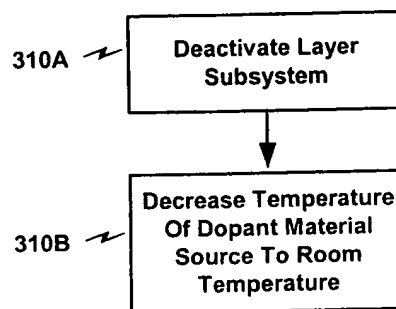 310A
Deactivate Layer
Subsystem
310B
Decrease Temperature
Of Dopant Material
Source To Room
Temperature